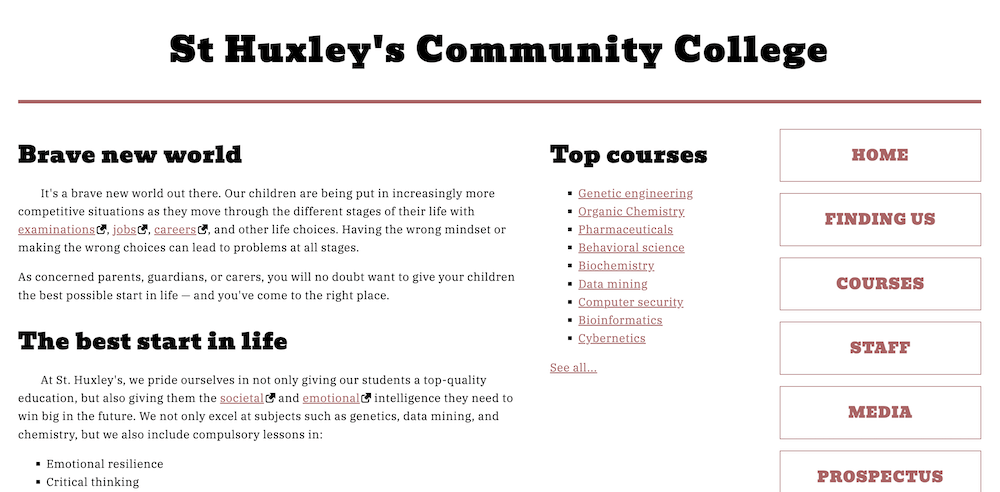 St Huxley's Community College
Brave new world
It's a brave new world out there. Our children are being put in increasingly more
competitive situations as they move through the different stages of their life with
examinations, jobs, careers, and other life choices. Having the wrong mindset or
making the wrong choices can lead to problems at all stages.
As concerned parents, guardians, or carers, you will no doubt want to give your children
the best possible start in life — and you've come to the right place.
The best start in life
At St. Huxley's, we pride ourselves in not only giving our students a top-quality
education, but also giving them the societal and emotional intelligence they need to
win big in the future. We not only excel at subjects such as genetics, data mining, and
chemistry, but we also include compulsory lessons in:
Emotional resilience
Critical thinking
Top courses
Genetic engineering
Organic Chemistry
Pharmaceuticals
Behavioral science
Biochemistry
Data mining
Computer security
Bioinformatics
Cybernetics
See all...
HOME
FINDING US
COURSES
STAFF
MEDIA
PROSPECTUS